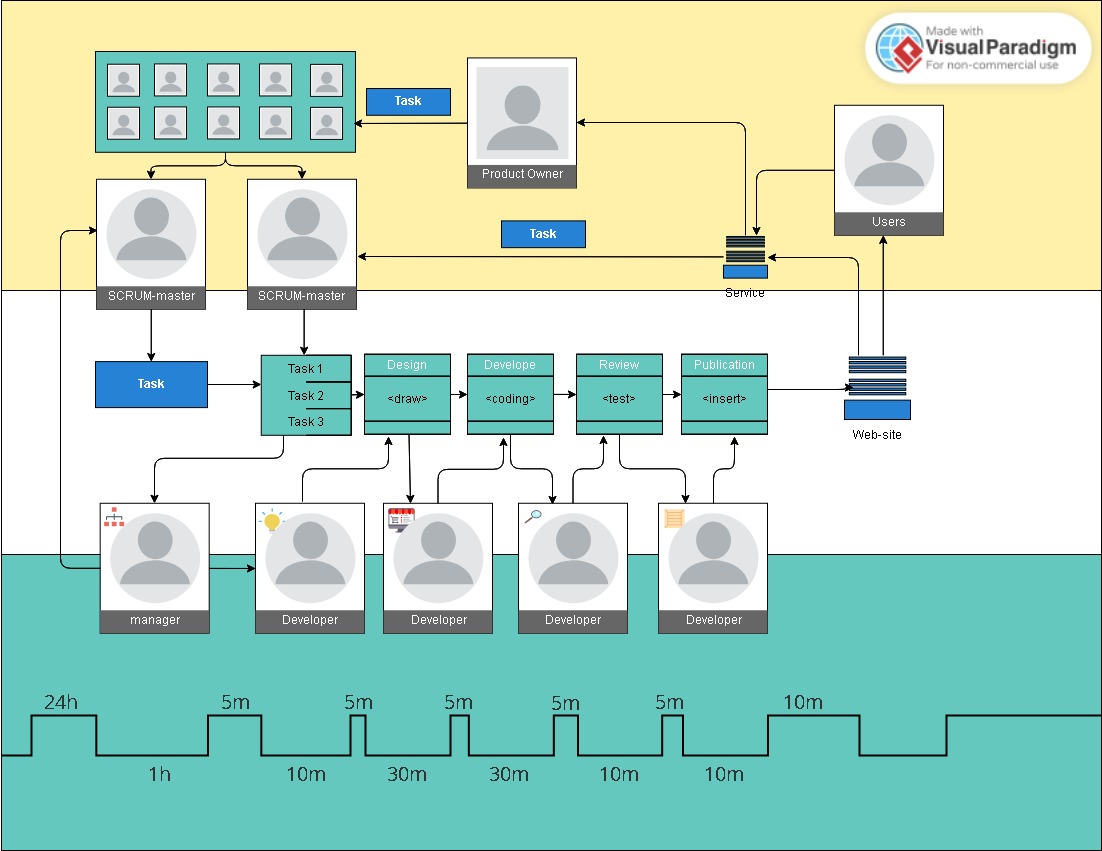 Made with
Visual Paradigm
For non-commercial use
Task
Product Owner
Users
Task
SCRUM-master
SCRUM-master
Service
Task
Task 1
Task 2
Task 3
Design
<draw>
Develope
<coding>
Review
<test>
Publication
<insert>
Web-site
manager
Developer
Developer
Developer
Developer
24h
5m
5m
5m
5m
5m
10m
1h
10m
30m
30m
10m
10m